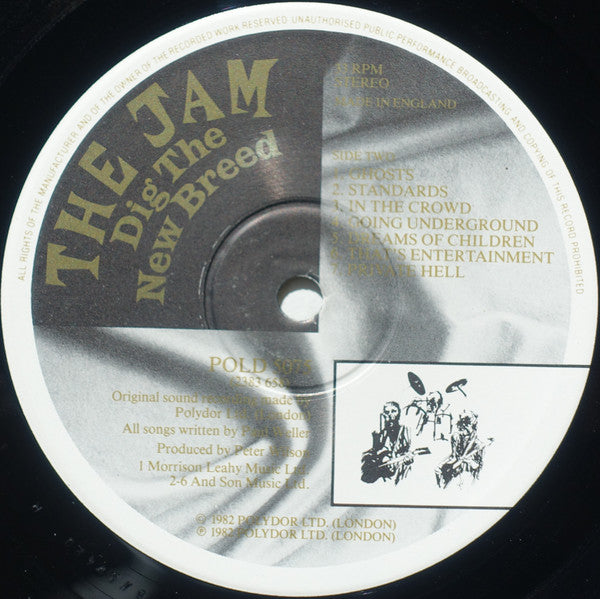 ALL RIGHTS OF THE MANUFACTURER AND OF THE OWNER OF THE RECORDED WORK RESERVED. UNAUTHORISED PUBLIC PERFORMANCE BROADCASTING AND COPYING OF THIS RECORD PROHIBITED
THE JAM
Dig The
New Breed
RPM
STEREO
MADE IN ENGLAND
SIDE TWO
1. GHOSTS
2. STANDARDS
3. IN THE CROWD
4. GOING UNDERGROUND
5. DREAMS OF CHILDREN
6. THAT'S ENTERTAINMENT
7. PRIVATE HELL
POLD
2383
Original sound recording made by
Polydor Ltd. (London)
All songs written by Paul Weller
Produced by Peter Wilson
1 Morrison Leahy Music Ltd.
2-6 And Son Music Ltd.
© 1982 POLYDOR LTD. (LONDON)
℗ 1982 POLYDOR LTD. (LONDON)